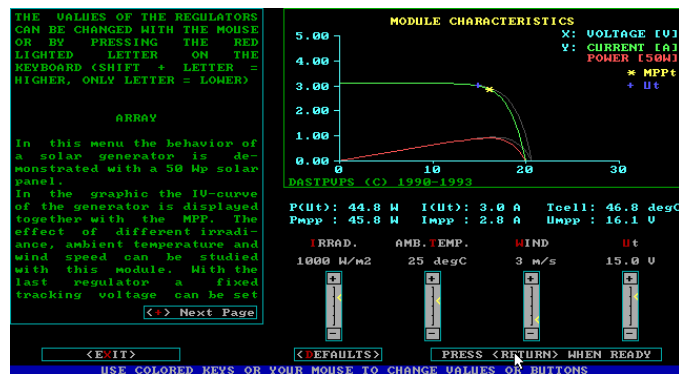 THE VALUES OF THE REGULATORS
CAN BE CHANGED WITH THE MOUSE
OR BY PRESSING THE RED
LIGHTED LETTER ON THE
KEYBOARD (SHIFT + LETTER =
HIGHER, ONLY LETTER = LOWER)
ARRAY
In this menu the behavior of
a solar generator is de-
monstrated with a 50 Wp solar
panel.
In the graphic the IV-curve
of the generator is displayed
together with the MPP. The
effect of different irradi-
ance, ambient temperature and
wind speed can be studied
with this module. With the
last regulator a fixed
tracking voltage can be set
<+> Next Page
MODULE CHARACTERISTICS
X: VOLTAGE [V]
Y: CURRENT [A]
POWER [50W]
* MPPt
+ Ut
5.00
4.00
3.00
2.00
1.00
0.00
0 10 20 30
DASTPVPS (C) 1990-1993
P(Ut): 44.8 W I(Ut): 3.0 A Tcell: 46.8 degC
Pmpp : 45.8 W Impp : 2.8 A Umpp : 16.1 V
IRRAD. AMB.TEMP. WIND Ut
1000 W/m2 25 degC 3 m/s 15.0 V
+ + + +
- - - -
<EXIT> <DEFAULTS> PRESS <RETURN> WHEN READY
USE COLORED KEYS OR YOUR MOUSE TO CHANGE VALUES OR BUTTONS